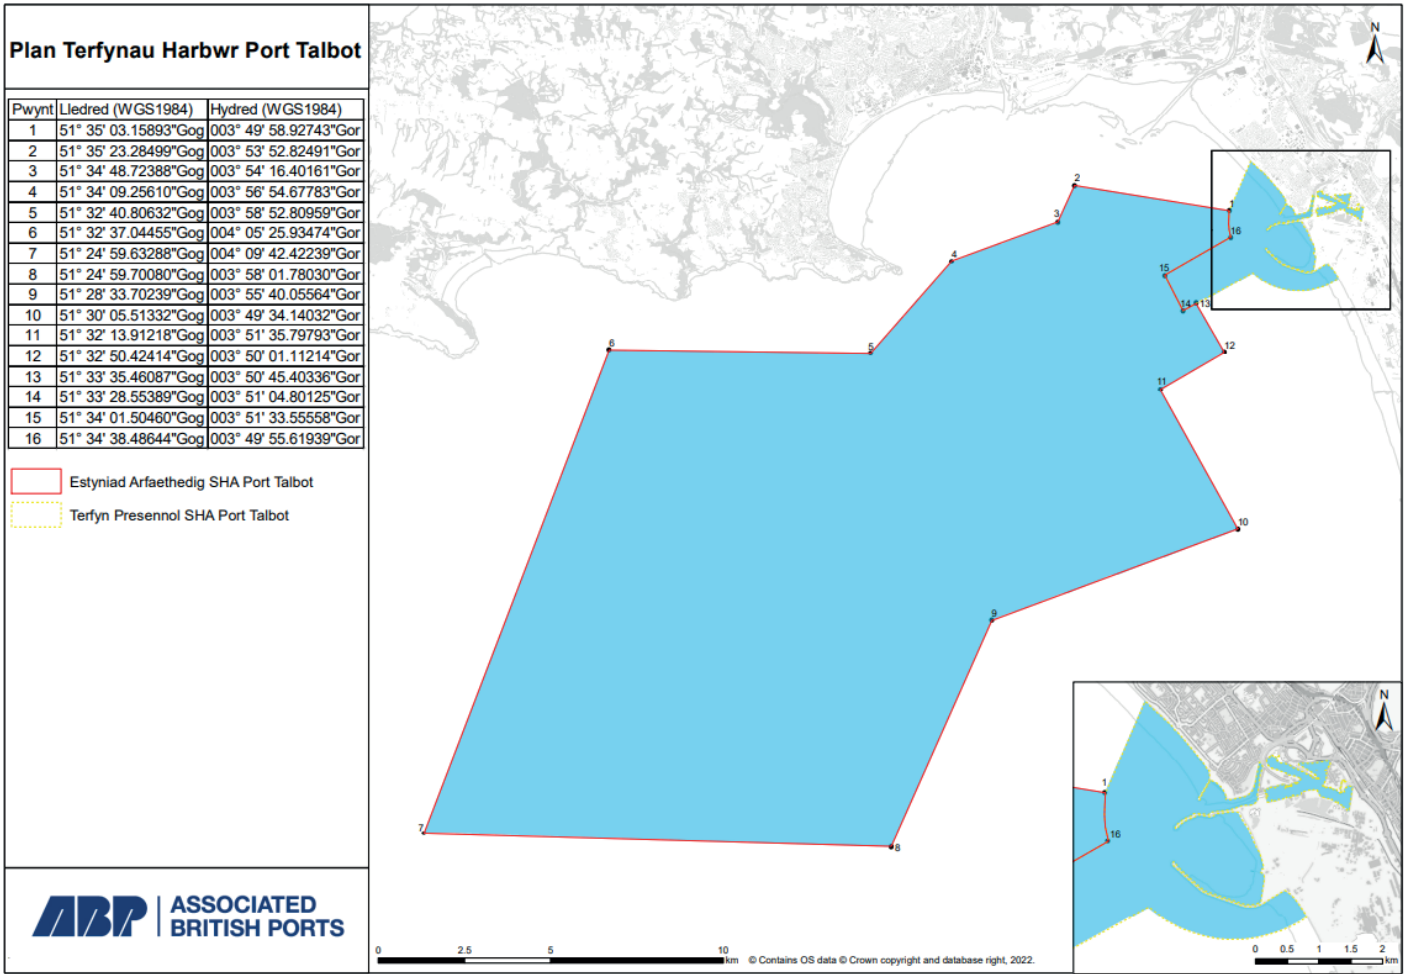 Plan Terfynau Harbwr Port Talbot
Pwynt Lledred (WGS1984) Hydred (WGS1984)
1 51° 35' 03.15893"Gog 003° 49' 58.92743"Gor
2 51° 35' 23.28499"Gog 003° 53' 52.82491"Gor
3 51° 34' 48.72388"Gog 003° 54' 16.40161"Gor
4 51° 34' 09.25610"Gog 003° 56' 54.67783"Gor
5 51° 32' 40.80632"Gog 003° 58' 52.80959"Gor
6 51° 32' 37.04455"Gog 004° 05' 25.93474"Gor
7 51° 24' 59.63288"Gog 004° 09' 42.42239"Gor
8 51° 24' 59.70080"Gog 003° 58' 01.78030"Gor
9 51° 28' 33.70239"Gog 003° 55' 40.05564"Gor
10 51° 30' 05.51332"Gog 003° 49' 34.14032"Gor
11 51° 32' 13.91218"Gog 003° 51' 35.79793"Gor
12 51° 32' 50.42414"Gog 003° 50' 01.11214"Gor
13 51° 33' 35.46087"Gog 003° 50' 45.40336"Gor
14 51° 33' 28.55389"Gog 003° 51' 04.80125"Gor
15 51° 34' 01.50460"Gog 003° 51' 33.55558"Gor
16 51° 34' 38.48644"Gog 003° 49' 55.61939"Gor
Estyniad Arfaethedig SHA Port Talbot
Terfyn Presennol SHA Port Talbot
ABP ASSOCIATED
BRITISH PORTS
N
2
1
3
16
4
15
14
13
6
5
12
11
10
9
7
8
N
1
16
0 2.5 5 10
km
© Contains OS data © Crown copyright and database right, 2022.
0 0.5 1 1.5 2
km